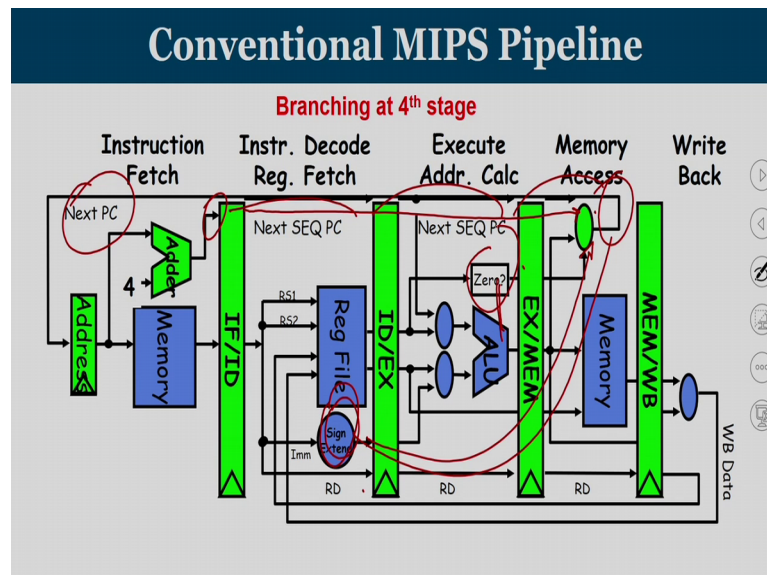 Conventional MIPS Pipeline
Branching at 4th stage
Instruction
Fetch
Instr. Decode
Reg. Fetch
Execute
Addr. Calc
Memory
Access
Write
Back
Next PC
Next SEQ PC
Next SEQ PC
Adder
4
Zero?
RS1
RS2
Address
Memory
IF/ID
Reg File
ID/EX
ALU
EX/MEM
Memory
MEM/WB
Sign
Extend
Imm
WB Data
RD
RD
RD